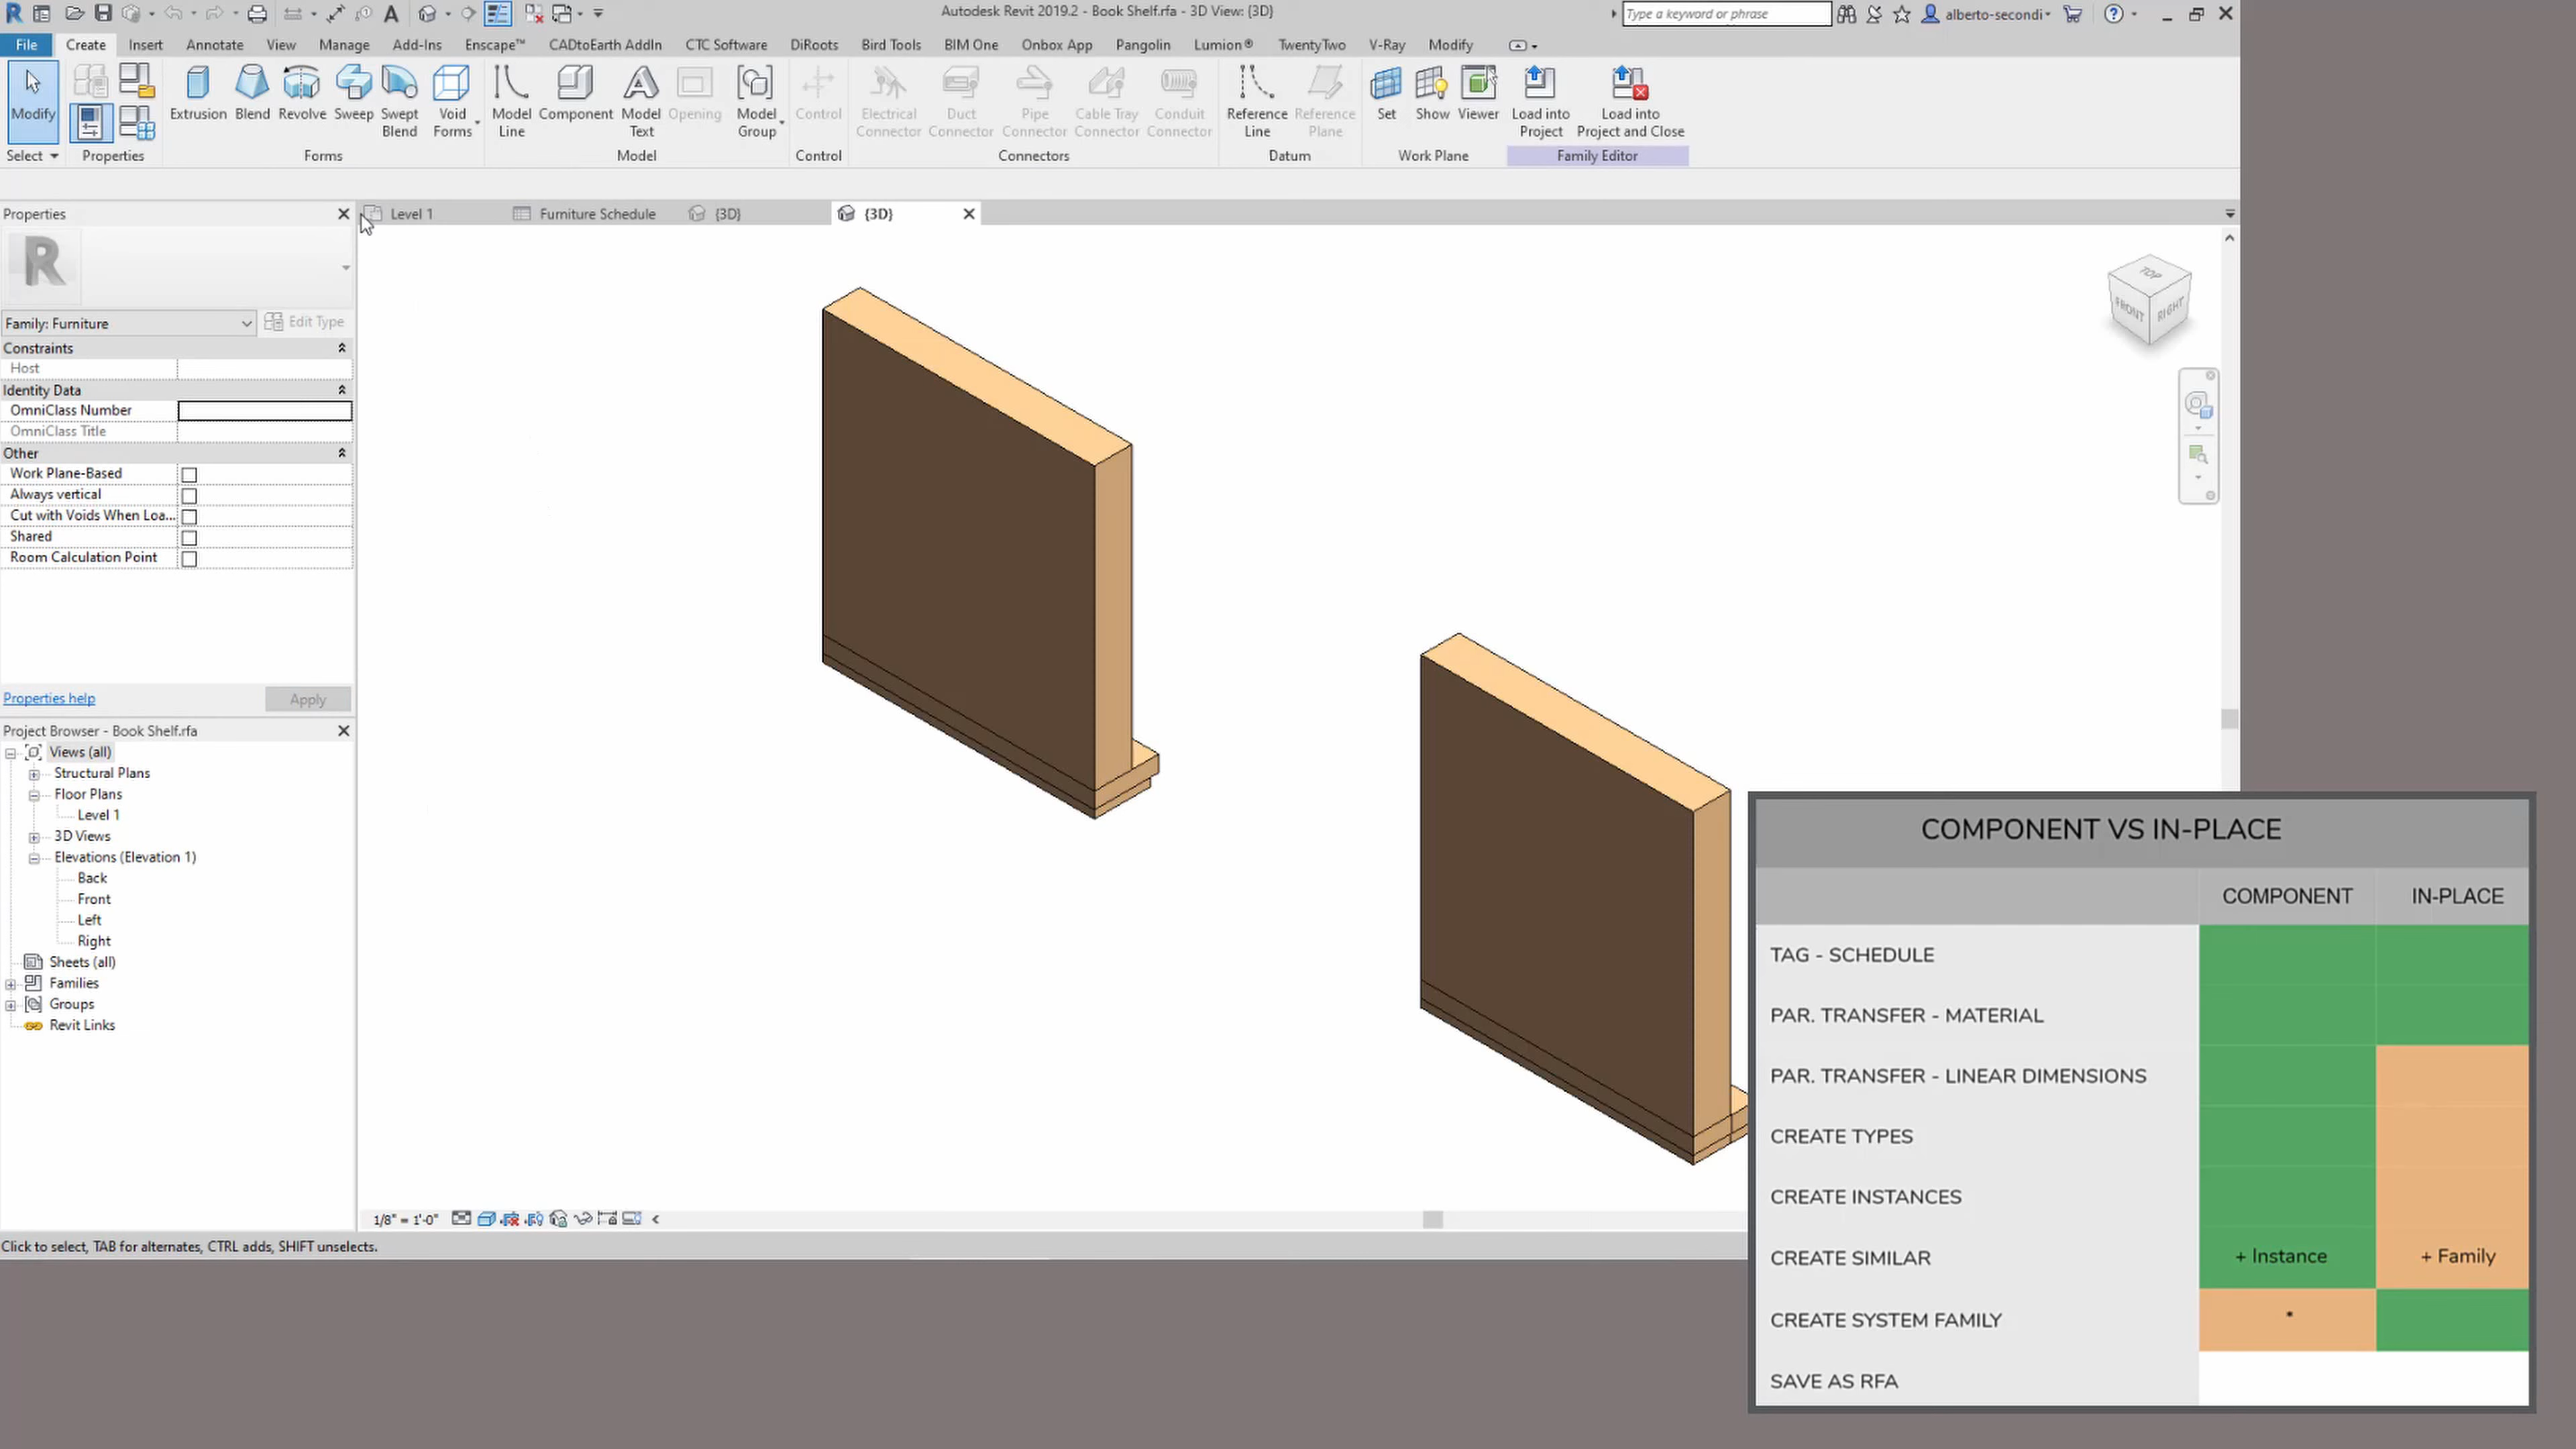 Autodesk Revit 2019.2 - Book Shelf.rfa - 3D View: {3D}
Type a keyword or phrase
alberto-secondi
File Create Insert Annotate View Manage Add-Ins Enscape™ CADtoEarth AddIn CTC Software DiRoots Bird Tools BIM One Onbox App Pangolin Lumion® TwentyTwo V-Ray Modify
Modify
Extrusion Blend Revolve Sweep Swept Blend Void Forms
Model Line Component Model Text Opening Model Group
Control
Electrical Connector Duct Connector Pipe Connector Cable Tray Connector Conduit Connector
Reference Line Reference Plane
Set Show Viewer
Load into Project Load into Project and Close
Select Properties Forms Model Control Connectors Datum Work Plane Family Editor
Properties
Level 1 Furniture Schedule {3D} {3D}
R
Family: Furniture Edit Type
Constraints
Host
Identity Data
OmniClass Number
OmniClass Title
Other
Work Plane-Based
Always vertical
Cut with Voids When Loa...
Shared
Room Calculation Point
Properties help Apply
Project Browser - Book Shelf.rfa
Views (all)
Structural Plans
Floor Plans
Level 1
3D Views
Elevations (Elevation 1)
Back
Front
Left
Right
Sheets (all)
Families
Groups
Revit Links
TOP
FRONT RIGHT
1/8" = 1'-0"
Click to select, TAB for alternates, CTRL adds, SHIFT unselects.
COMPONENT VS IN-PLACE
COMPONENT IN-PLACE
TAG - SCHEDULE
PAR. TRANSFER - MATERIAL
PAR. TRANSFER - LINEAR DIMENSIONS
CREATE TYPES
CREATE INSTANCES
CREATE SIMILAR + Instance + Family
CREATE SYSTEM FAMILY *
SAVE AS RFA